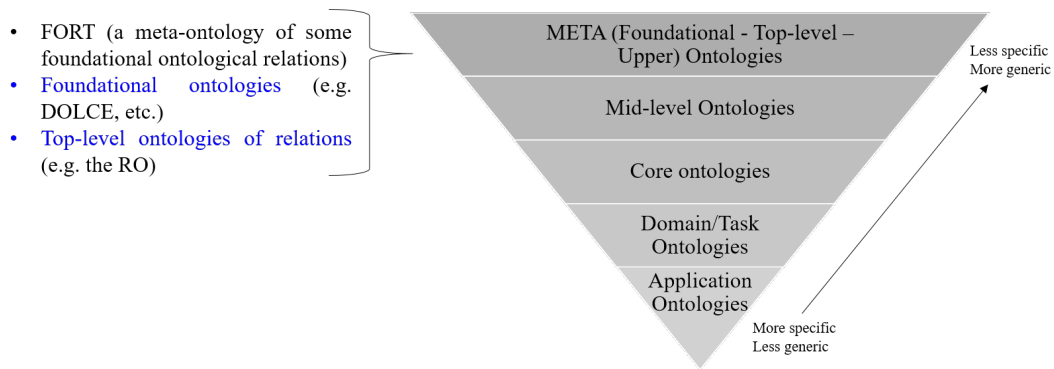 • FORT (a meta-ontology of some
foundational ontological relations)
• Foundational ontologies (e.g.
DOLCE, etc.)
• Top-level ontologies of relations
(e.g. the RO)
META (Foundational - Top-level –
Upper) Ontologies
Mid-level Ontologies
Core ontologies
Domain/Task
Ontologies
Application
Ontologies
Less specific
More generic
More specific
Less generic